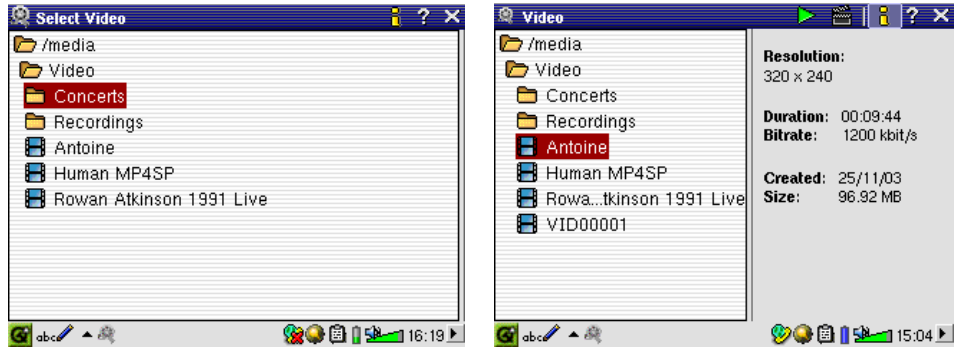 Select Video
?
/media
Video
Concerts
Recordings
Antoine
Human MP4SP
Rowan Atkinson 1991 Live
abc
16:19
Video
?
/media
Video
Concerts
Recordings
Antoine
Human MP4SP
Rowa...tkinson 1991 Live
VID00001
Resolution:
320 x 240
Duration: 00:09:44
Bitrate: 1200 kbit/s
Created: 25/11/03
Size: 96.92 MB
abc
15:04